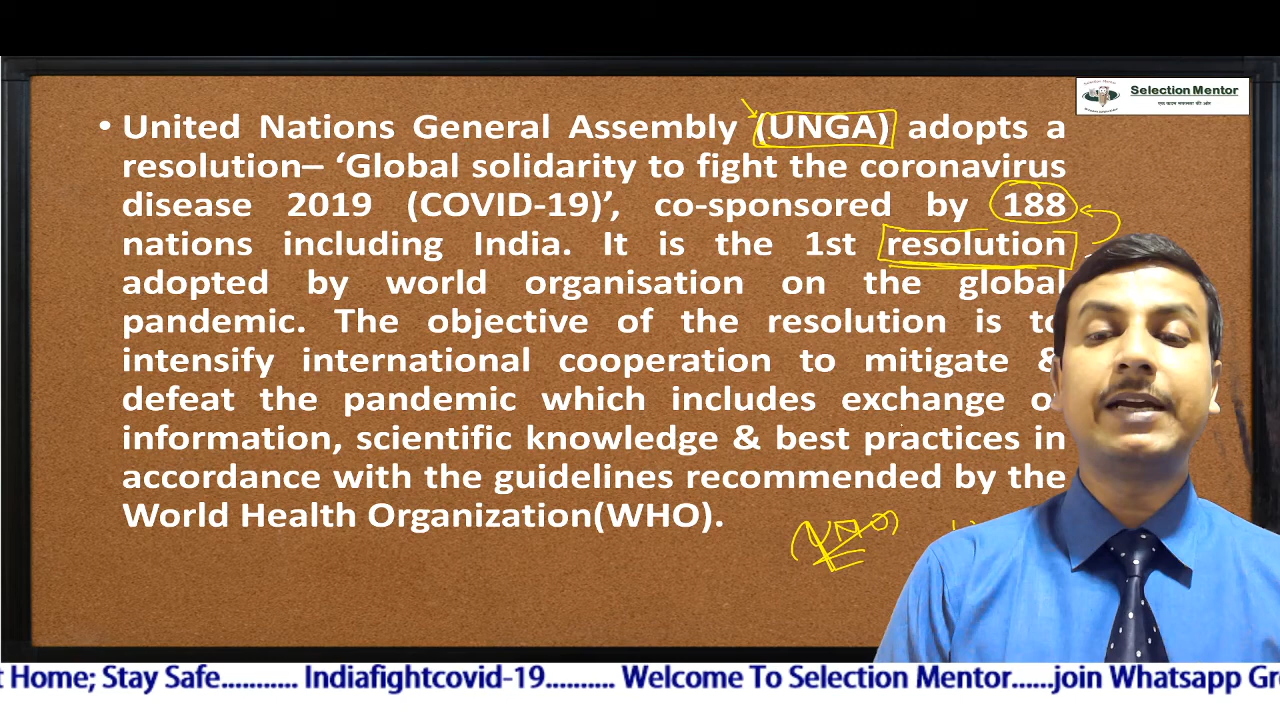 Selection Mentor
• United Nations General Assembly (UNGA) adopts a
resolution– ‘Global solidarity to fight the coronavirus
disease 2019 (COVID-19)’, co-sponsored by 188
nations including India. It is the 1st resolution
adopted by world organisation on the global
pandemic. The objective of the resolution is to
intensify international cooperation to mitigate &
defeat the pandemic which includes exchange of
information, scientific knowledge & best practices in
accordance with the guidelines recommended by the
World Health Organization(WHO).
t Home; Stay Safe........... Indiafightcovid-19.......... Welcome To Selection Mentor......join Whatsapp Gr